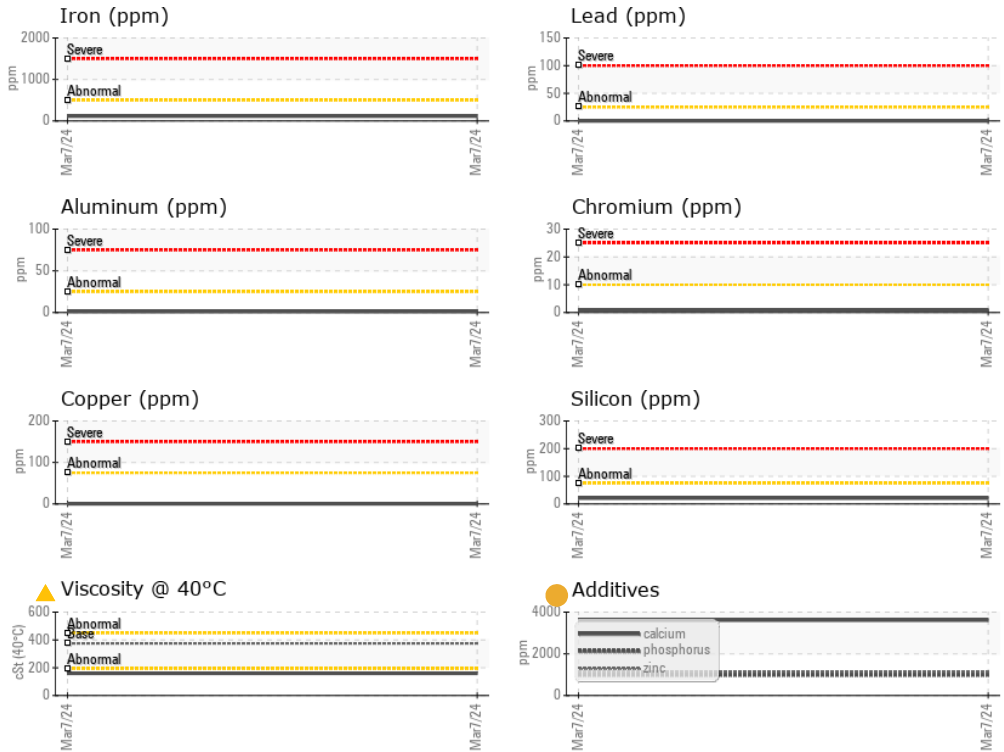 Iron (ppm)
2000
1000
0
ppm
Severe
Abnormal
Mar7/24
Mar7/24
Lead (ppm)
150
100
50
0
ppm
Severe
Abnormal
Mar7/24
Mar7/24
Aluminum (ppm)
100
50
0
ppm
Severe
Abnormal
Mar7/24
Mar7/24
Chromium (ppm)
30
20
10
0
ppm
Severe
Abnormal
Mar7/24
Mar7/24
Copper (ppm)
200
100
0
ppm
Severe
Abnormal
Mar7/24
Mar7/24
Silicon (ppm)
300
200
100
0
ppm
Severe
Abnormal
Mar7/24
Mar7/24
Viscosity @ 40°C
600
400
200
0
cSt (40°C)
Abnormal
Base
Abnormal
Mar7/24
Mar7/24
Additives
4000
2000
0
ppm
calcium
phosphorus
zinc
Mar7/24
Mar7/24